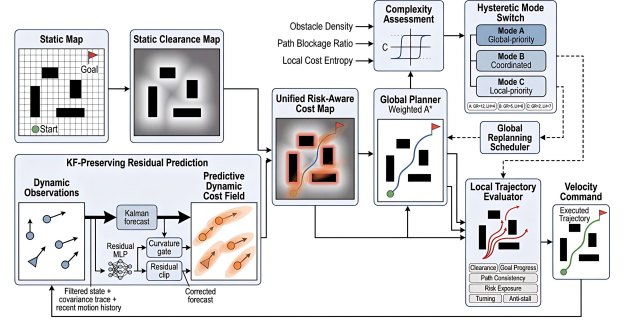 Static Map
Goal
Start
Static Clearance Map
KF-Preserving Residual Prediction
Dynamic
Observations
Kalman
forecast
Residual
MLP
Curvature
gate
Residual
clip
Predictive
Dynamic
Cost Field
Filtered state +
covariance trace +
recent motion history
Corrected
forecast
Unified Risk-Aware
Cost Map
Obstacle Density
Path Blockage Ratio
Local Cost Entropy
Complexity
Assessment
C
Global Planner
Weighted A*
Hysteretic Mode
Switch
Mode A
Global-priority
Mode B
Coordinated
Mode C
Local-priority
Global
Replanning
Scheduler
Local Trajectory
Evaluator
Clearance
Goal Progress
Path Consistency
Risk Exposure
Turning
Anti-stall
Velocity
Command
Executed
Trajectory